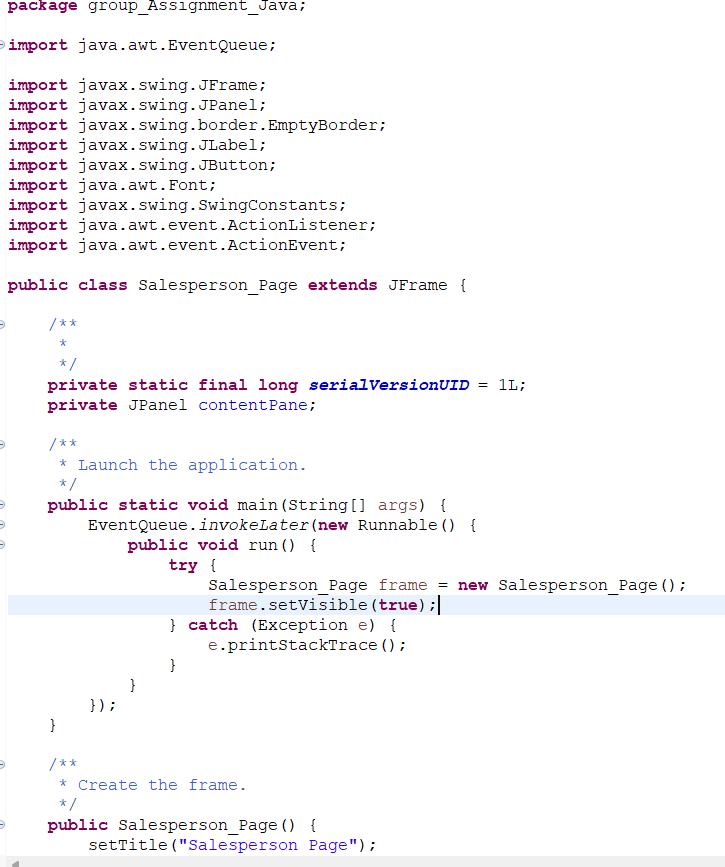 package group_Assignment_Java;
import java.awt.EventQueue;
import javax.swing.JFrame;
import javax.swing.JPanel;
import javax.swing.border.EmptyBorder;
import javax.swing.JLabel;
import javax.swing.JButton;
import java.awt.Font;
import javax.swing.SwingConstants;
import java.awt.event.ActionListener;
import java.awt.event.ActionEvent;
public class Salesperson_Page extends JFrame {
/**
*
*/
private static final long serialVersionUID = 1L;
private JPanel contentPane;
/**
* Launch the application.
*/
public static void main(String[] args) {
EventQueue.invokeLater(new Runnable() {
public void run() {
try {
Salesperson_Page frame = new Salesperson_Page();
frame.setVisible(true);
} catch (Exception e) {
e.printStackTrace();
}
}
});
}
/**
* Create the frame.
*/
public Salesperson_Page() {
setTitle("Salesperson Page");